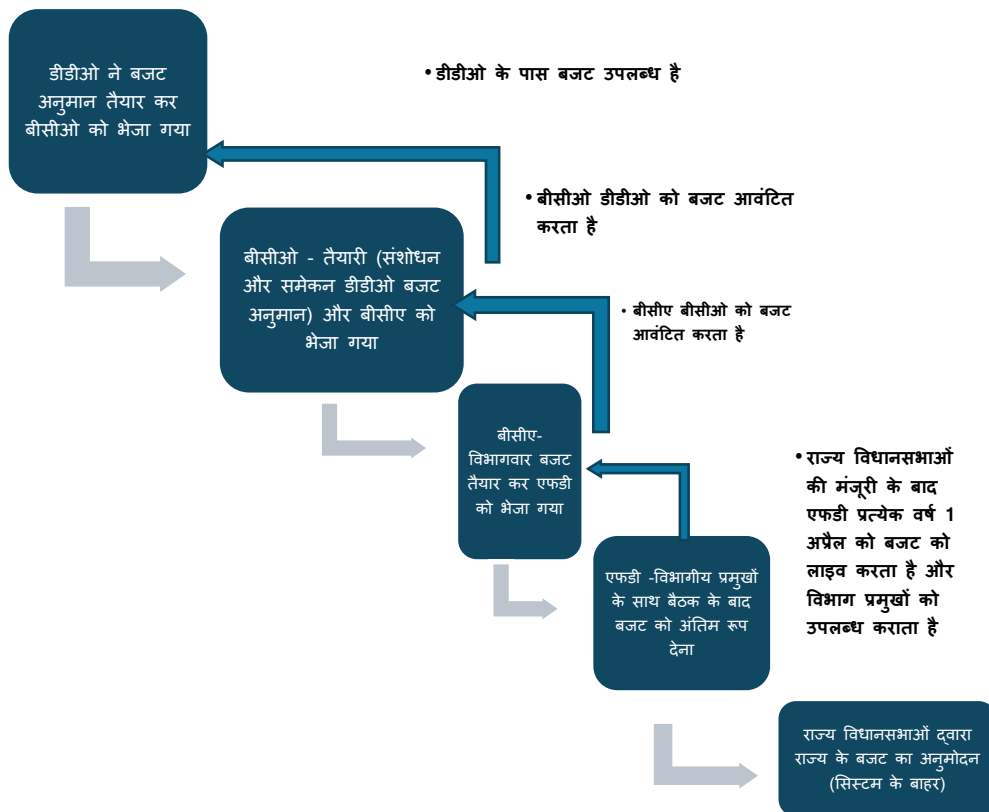 डीडीओ ने बजट
अनुमान तैयार कर
बीसीओ को भेजा गया
• डीडीओ के पास बजट उपलब्ध है
• बीसीओ डीडीओ को बजट आवंटित
करता है
बीसीओ - तैयारी (संशोधन
और समेकन डीडीओ बजट
अनुमान) और बीसीए को
भेजा गया
• बीसीए बीसीओ को बजट
आवंटित करता है
बीसीए-
विभागवार बजट
तैयार कर एफडी
को भेजा गया
• राज्य विधानसभाओं
की मंजूरी के बाद
एफडी प्रत्येक वर्ष 1
अप्रैल को बजट को
लाइव करता है और
विभाग प्रमुखों को
उपलब्ध कराता है
एफडी -विभागीय प्रमुखों
के साथ बैठक के बाद
बजट को अंतिम रूप
देना
राज्य विधानसभाओं द्वारा
राज्य के बजट का अनुमोदन
(सिस्टम के बाहर)